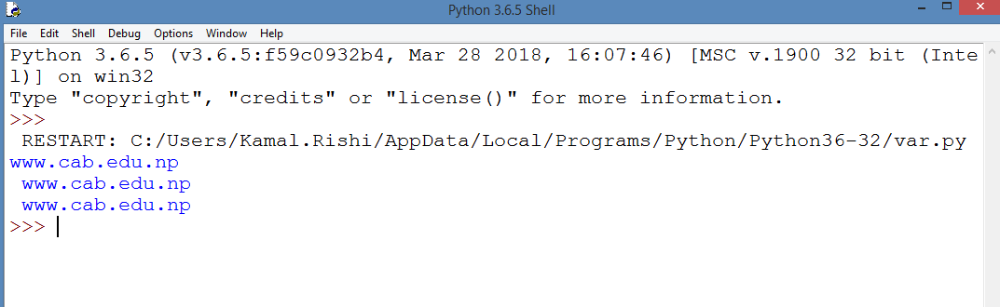 Python 3.6.5 Shell
File Edit Shell Debug Options Window Help
Python 3.6.5 (v3.6.5:f59c0932b4, Mar 28 2018, 16:07:46) [MSC v.1900 32 bit (Inte
l)] on win32
Type "copyright", "credits" or "license()" for more information.
>>>
 RESTART: C:/Users/Kamal.Rishi/AppData/Local/Programs/Python/Python36-32/var.py
www.cab.edu.np
 www.cab.edu.np
 www.cab.edu.np
>>>